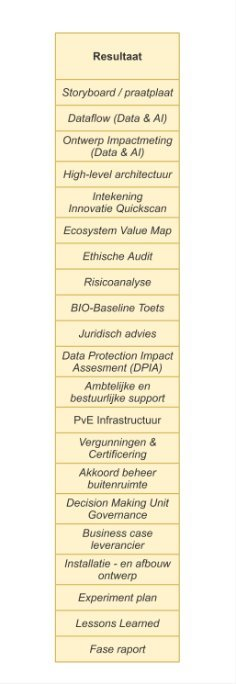 Resultaat
Storyboard / praatplaat
Dataflow (Data & AI)
Ontwerp Impactmeting
(Data & AI)
High-level architectuur
Intekening
Innovatie Quickscan
Ecosystem Value Map
Ethische Audit
Risicoanalyse
BIO-Baseline Toets
Juridisch advies
Data Protection Impact
Assesment (DPIA)
Ambtelijke en
bestuurlijke support
PvE Infrastructuur
Vergunningen &
Certificering
Akkoord beheer
buitenruimte
Decision Making Unit
Governance
Business case
leverancier
Installatie - en afbouw
ontwerp
Experiment plan
Lessons Learned
Fase raport